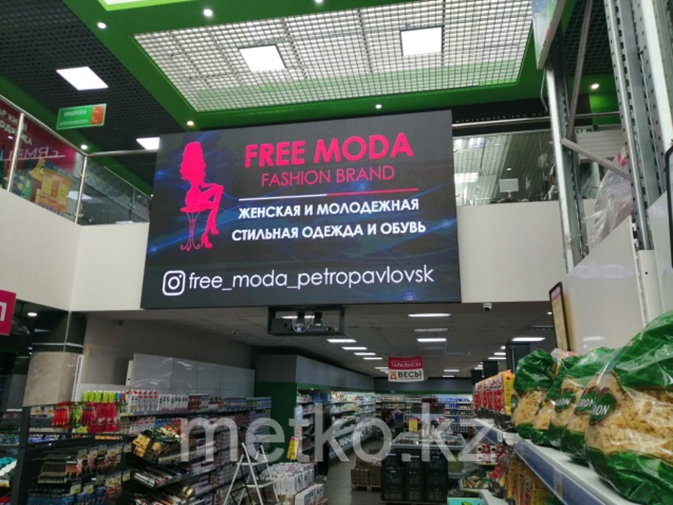 FREE MODA
FASHION BRAND
ЖЕНСКАЯ И МОЛОДЕЖНАЯ
СТИЛЬНАЯ ОДЕЖДА И ОБУВЬ
free_moda_petropavlovsk
ВЕСЫ
metko.kz